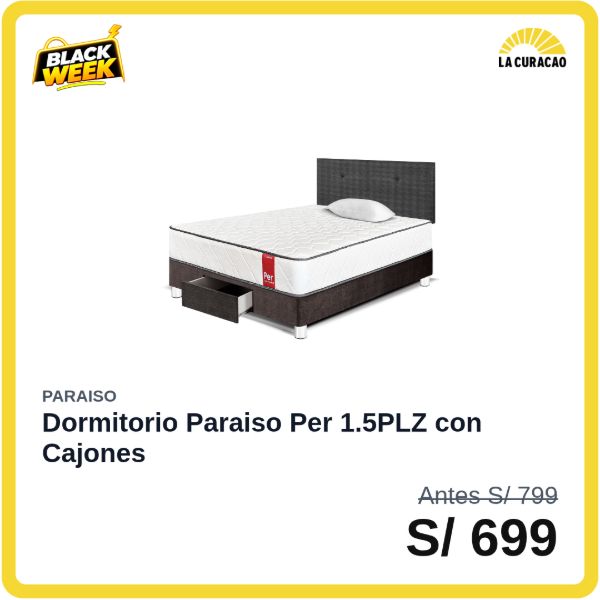 BLACK
WEEK
LA CURACAO
Per
PARAISO
Dormitorio Paraiso Per 1.5PLZ con
Cajones
Antes S/ 799
S/ 699